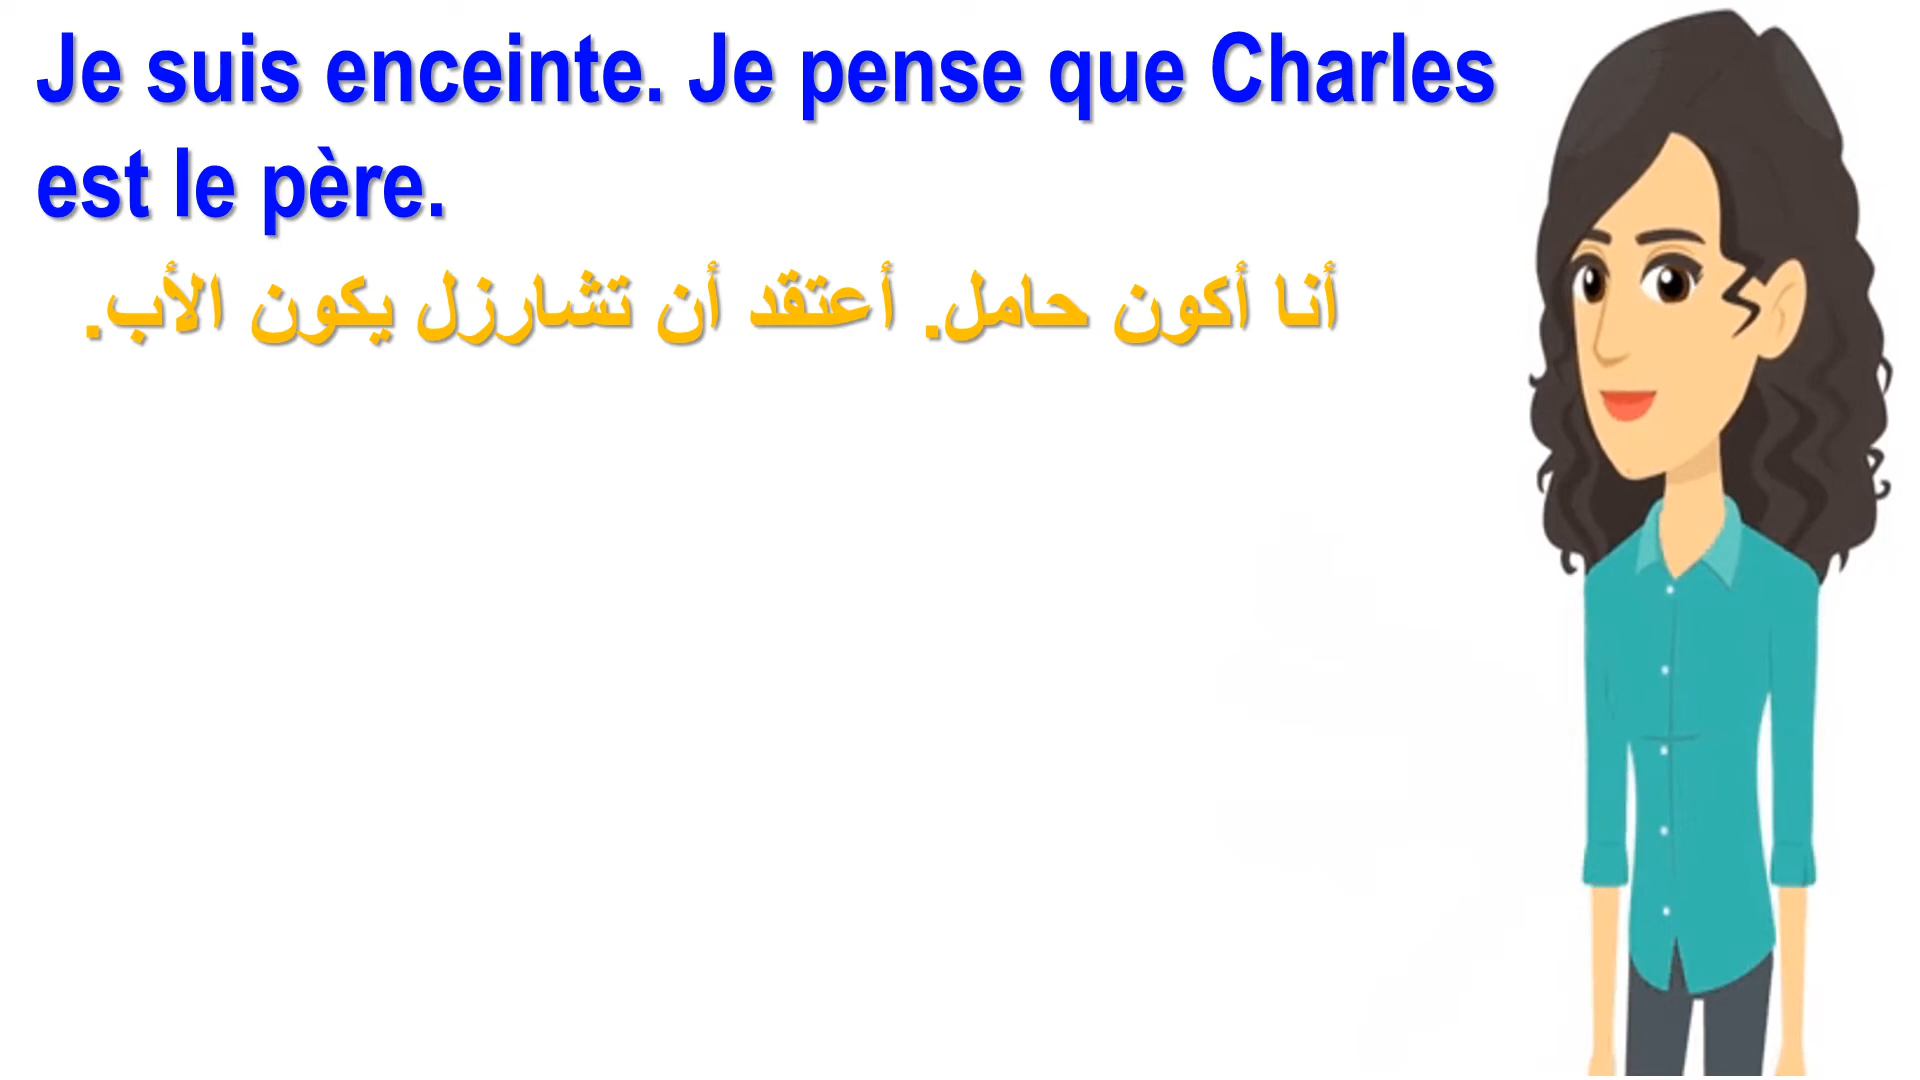 Je suis enceinte. Je pense que Charles
est le père.
أنا أكون حامل. أعتقد أن تشارزل يكون الأب.